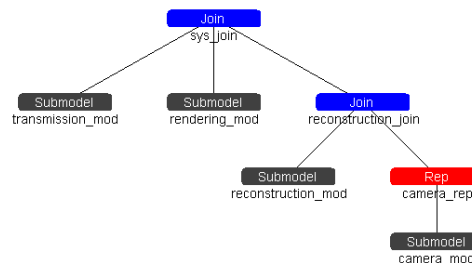 Join
sys_join
Submodel
transmission_mod
Submodel
rendering_mod
Join
reconstruction_join
Submodel
reconstruction_mod
Rep
camera_rep
Submodel
camera_mod